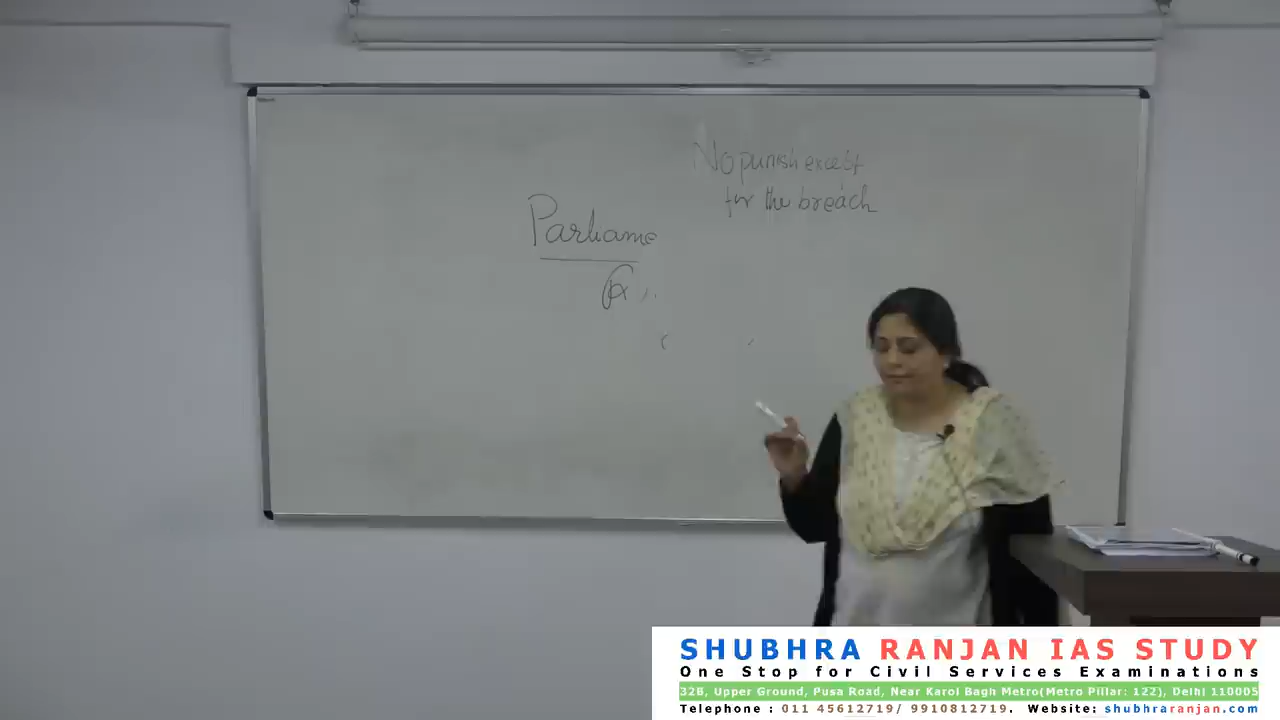 No punish except
for the breach
Parliame
SHUBHRA RANJAN IAS STUDY
One Stop for Civil Services Examinations
32B, Upper Ground, Pusa Road, Near Karol Bagh Metro(Metro Pillar: 122), Delhi 110005
Telephone : 011 45612719/ 9910812719. Website: shubhraranjan.com